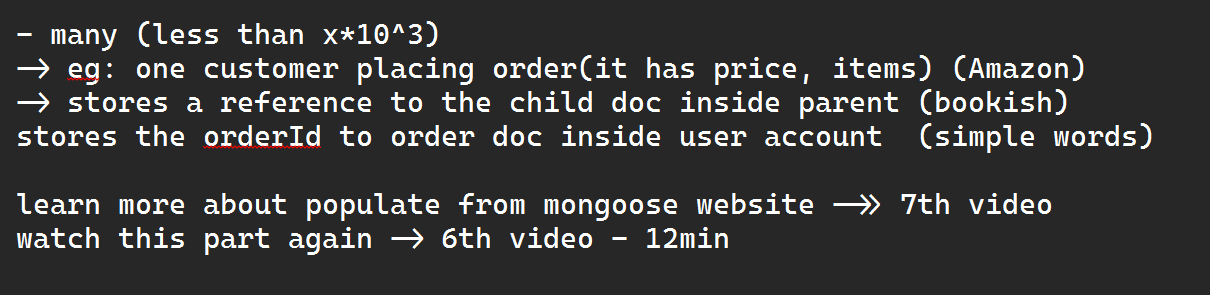 - many (less than x*10^3)
-> eg: one customer placing order(it has price, items) (Amazon)
-> stores a reference to the child doc inside parent (bookish)
stores the orderId to order doc inside user account  (simple words)

learn more about populate from mongoose website ->> 7th video
watch this part again -> 6th video - 12min